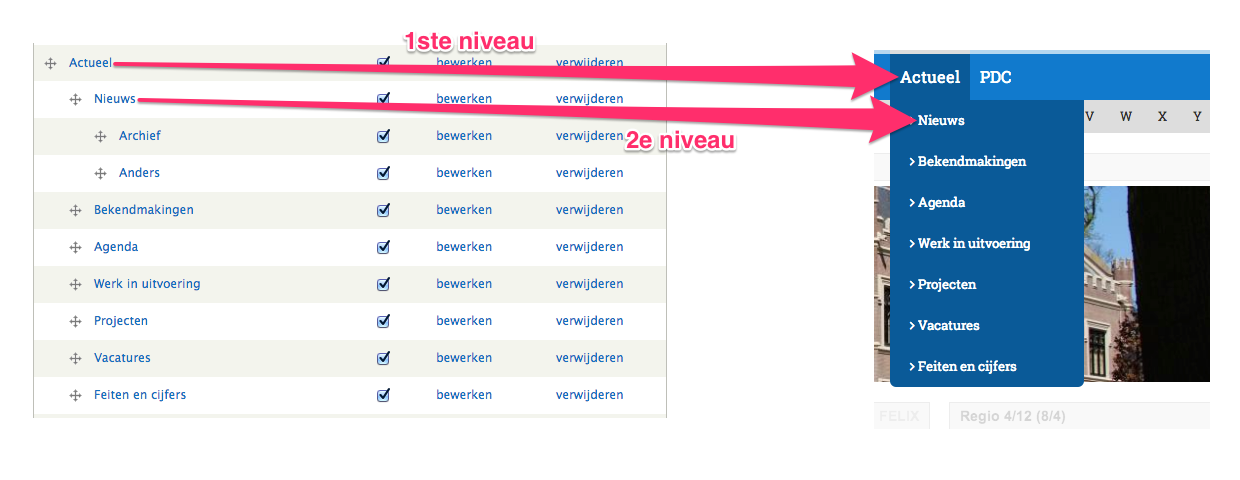 1ste niveau
Actueel bewerken verwijderen
Nieuws bewerken verwijderen
Archief bewerken verwijderen
Anders bewerken verwijderen
Bekendmakingen bewerken verwijderen
Agenda bewerken verwijderen
Werk in uitvoering bewerken verwijderen
Projecten bewerken verwijderen
Vacatures bewerken verwijderen
Feiten en cijfers bewerken verwijderen
2e niveau
Actueel PDC
V W X Y
› Nieuws
› Bekendmakingen
› Agenda
› Werk in uitvoering
› Projecten
› Vacatures
› Feiten en cijfers
FELIX Regio 4/12 (8/4)